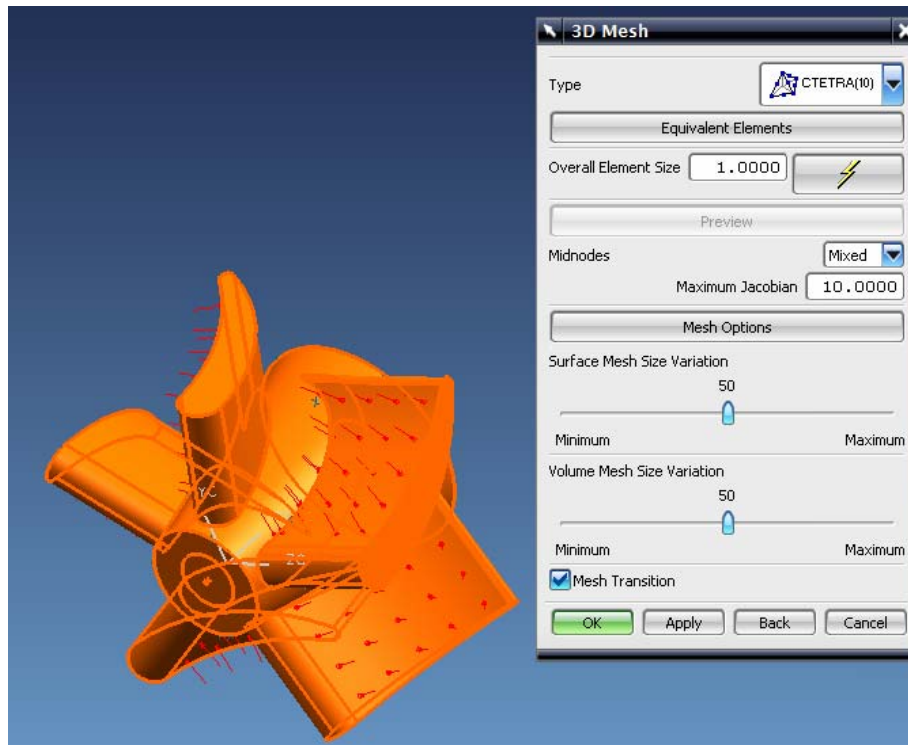 3D Mesh
Type CTETRA(10)
Equivalent Elements
Overall Element Size 1.0000
Preview
Midnodes Mixed
Maximum Jacobian 10.0000
Mesh Options
Surface Mesh Size Variation
50
Minimum Maximum
Volume Mesh Size Variation
50
Minimum Maximum
Mesh Transition
OK Apply Back Cancel
YC